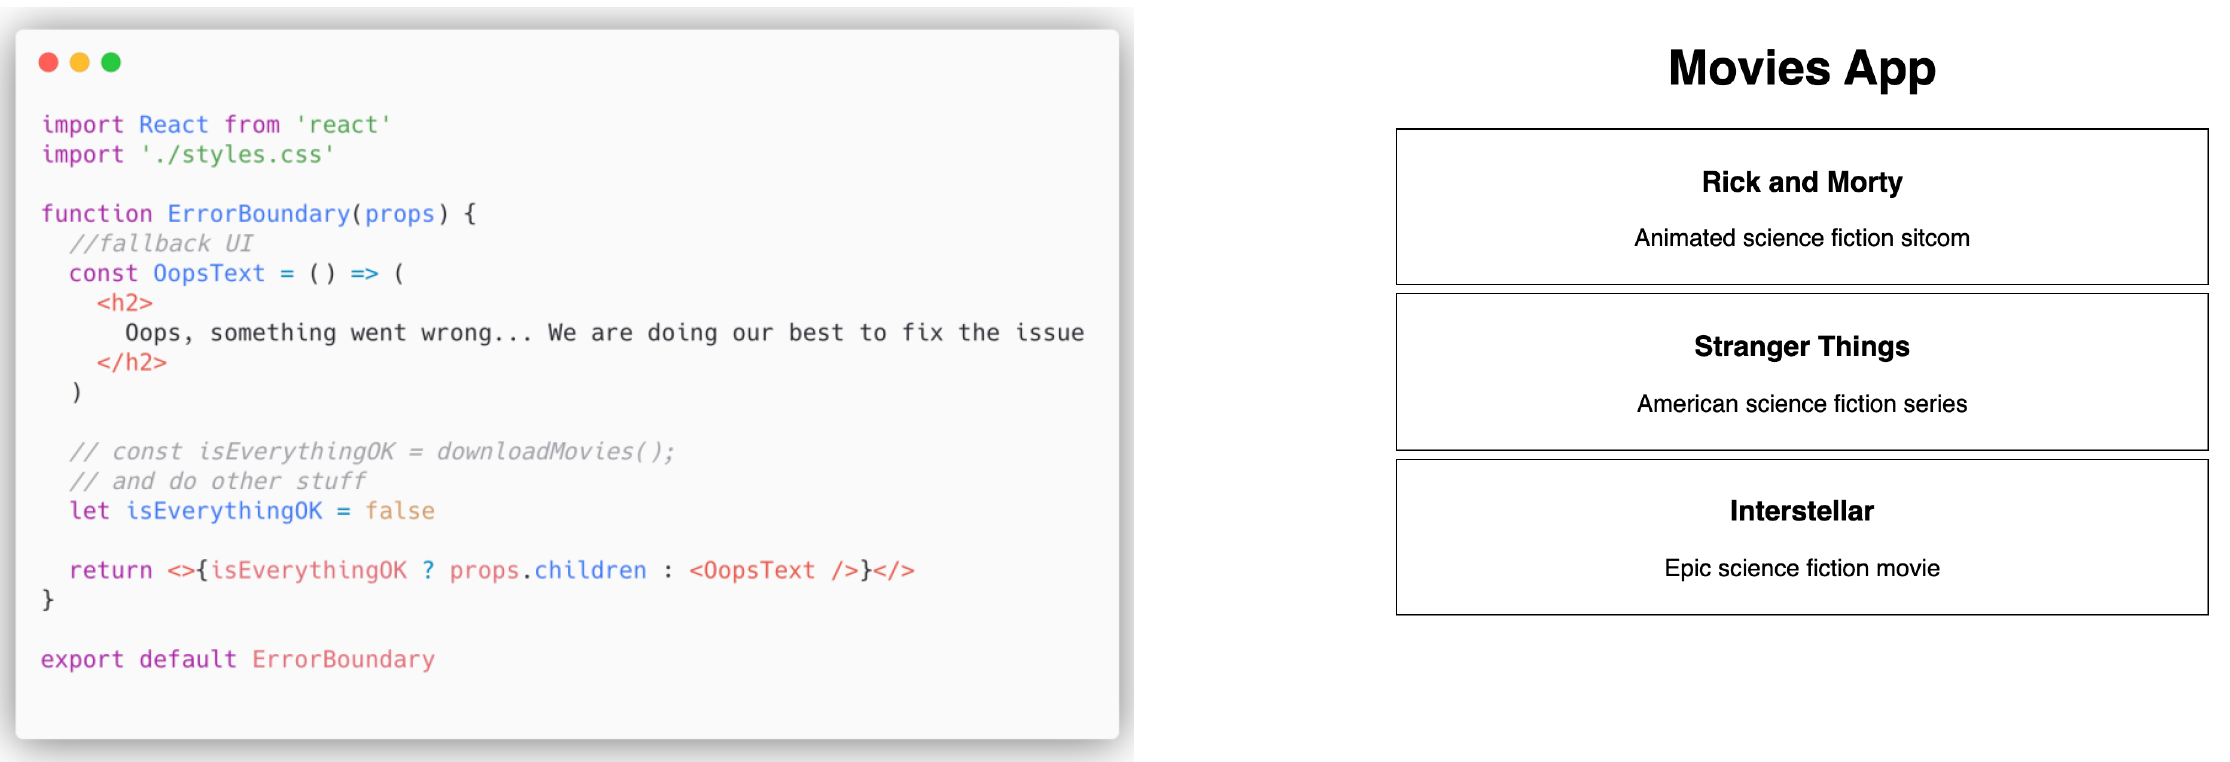 import React from 'react'
import './styles.css'
function ErrorBoundary(props) {
//fallback UI
const OopsText = () => (
<h2>
Oops, something went wrong... We are doing our best to fix the issue
</h2>
)
// const isEverythingOK = downloadMovies();
// and do other stuff
let isEverythingOK = false
return <>{isEverythingOK ? props.children : <OopsText />}</>
}
export default ErrorBoundary
Movies App
Rick and Morty
Animated science fiction sitcom
Stranger Things
American science fiction series
Interstellar
Epic science fiction movie